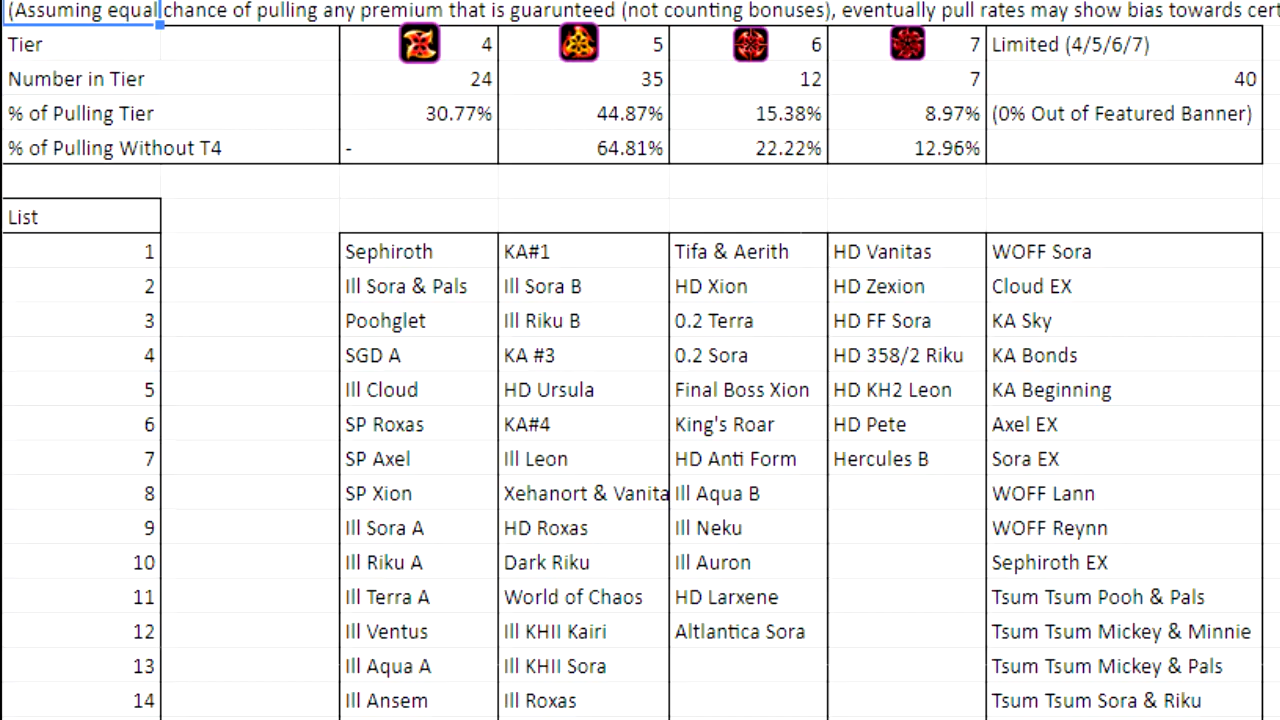 (Assuming equal chance of pulling any premium that is guarunteed (not counting bonuses), eventually pull rates may show bias towards cert
Tier 4 5 6 7 Limited (4/5/6/7)
Number in Tier 24 35 12 7 40
% of Pulling Tier 30.77% 44.87% 15.38% 8.97% (0% Out of Featured Banner)
% of Pulling Without T4 - 64.81% 22.22% 12.96%
List
1 Sephiroth KA#1 Tifa & Aerith HD Vanitas WOFF Sora
2 Ill Sora & Pals Ill Sora B HD Xion HD Zexion Cloud EX
3 Poohglet Ill Riku B 0.2 Terra HD FF Sora KA Sky
4 SGD A KA #3 0.2 Sora HD 358/2 Riku KA Bonds
5 Ill Cloud HD Ursula Final Boss Xion HD KH2 Leon KA Beginning
6 SP Roxas KA#4 King's Roar HD Pete Axel EX
7 SP Axel Ill Leon HD Anti Form Hercules B Sora EX
8 SP Xion Xehanort & Vanita Ill Aqua B WOFF Lann
9 Ill Sora A HD Roxas Ill Neku WOFF Reynn
10 Ill Riku A Dark Riku Ill Auron Sephiroth EX
11 Ill Terra A World of Chaos HD Larxene Tsum Tsum Pooh & Pals
12 Ill Ventus Ill KHII Kairi Altlantica Sora Tsum Tsum Mickey & Minnie
13 Ill Aqua A Ill KHII Sora Tsum Tsum Mickey & Pals
14 Ill Ansem Ill Roxas Tsum Tsum Sora & Riku